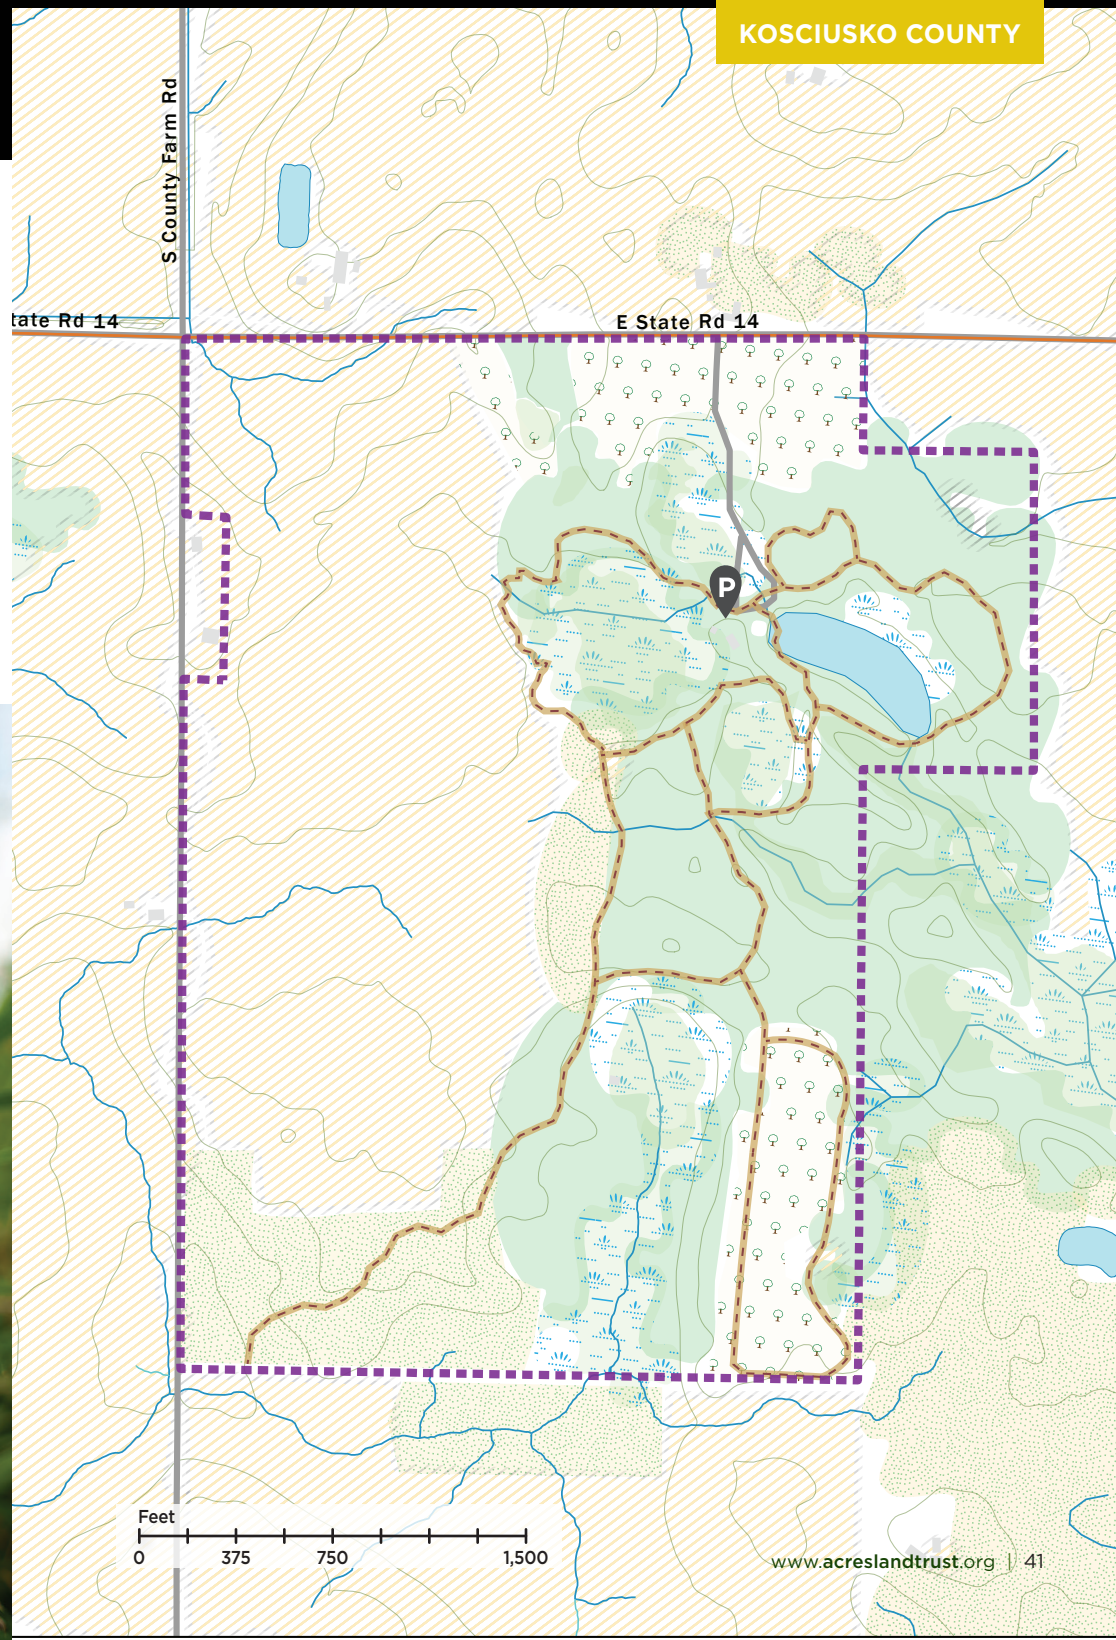 KOSCIUSKO COUNTY
S County Farm Rd
tate Rd 14
E State Rd 14
P
Feet
0 375 750 1,500
www.acreslandtrust.org | 41